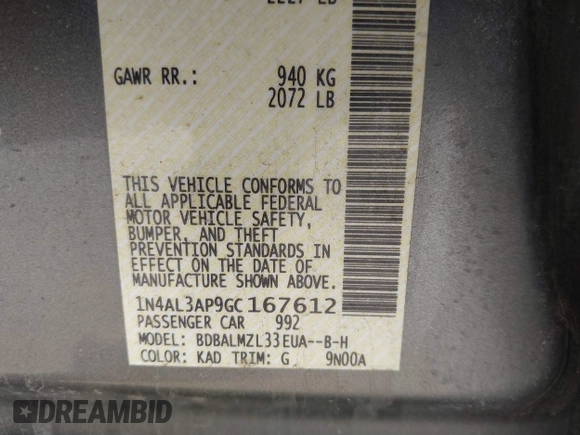 GAWR RR.: 940 KG
2072 LB
THIS VEHICLE CONFORMS TO
ALL APPLICABLE FEDERAL
MOTOR VEHICLE SAFETY,
BUMPER, AND THEFT
PREVENTION STANDARDS IN
EFFECT ON THE DATE OF
MANUFACTURE SHOWN ABOVE.
1N4AL3AP9GC167612
PASSENGER CAR 992
MODEL: BDBALMZL33EUA--B-H
COLOR: KAD TRIM: G 9N00A
DREAMBID